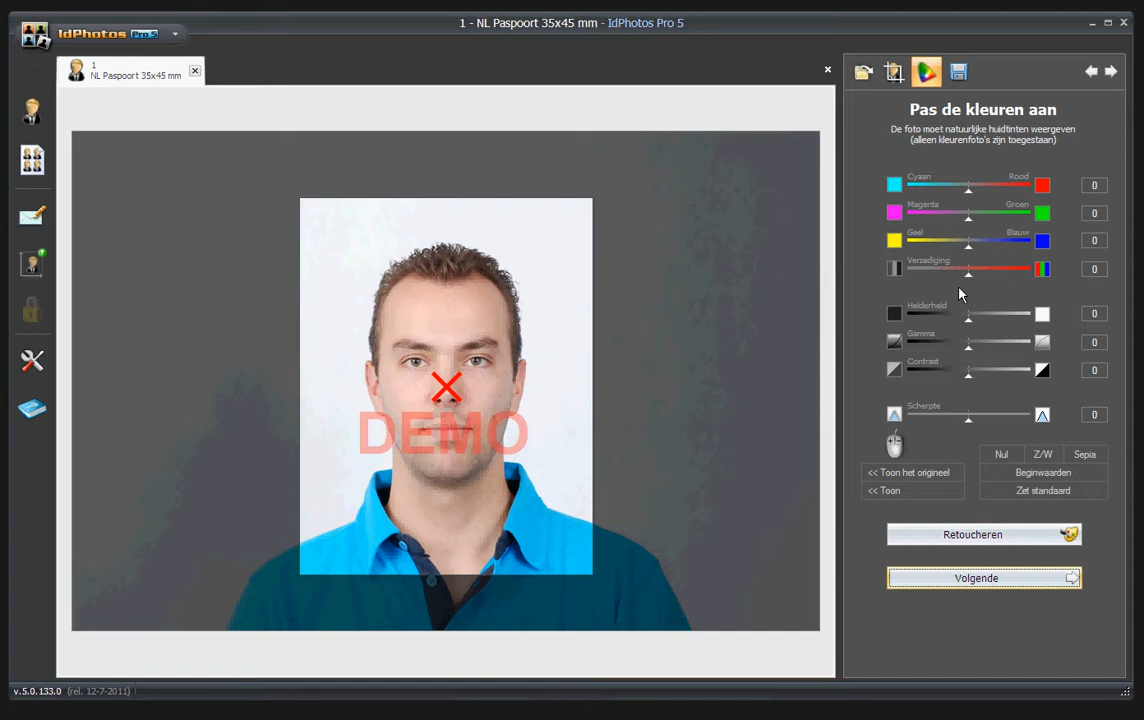 1 - NL Paspoort 35x45 mm - IdPhotos Pro 5
IdPhotos Pro 5
1
NL Paspoort 35x45 mm
Pas de kleuren aan
De foto moet natuurlijke huidtinten weergeven
(alleen kleurenfoto's zijn toegestaan)
Cyaan Rood 0
Magenta Groen 0
Geel Blauw 0
Verzadiging 0
Helderheid 0
Gamma 0
Contrast 0
Scherpte 0
DEMO
Nul Z/W Sepia
<< Toon het origineel Beginwaarden
<< Toon Zet standaard
Retoucheren
Volgende
v.5.0.133.0 (rel. 12-7-2011)